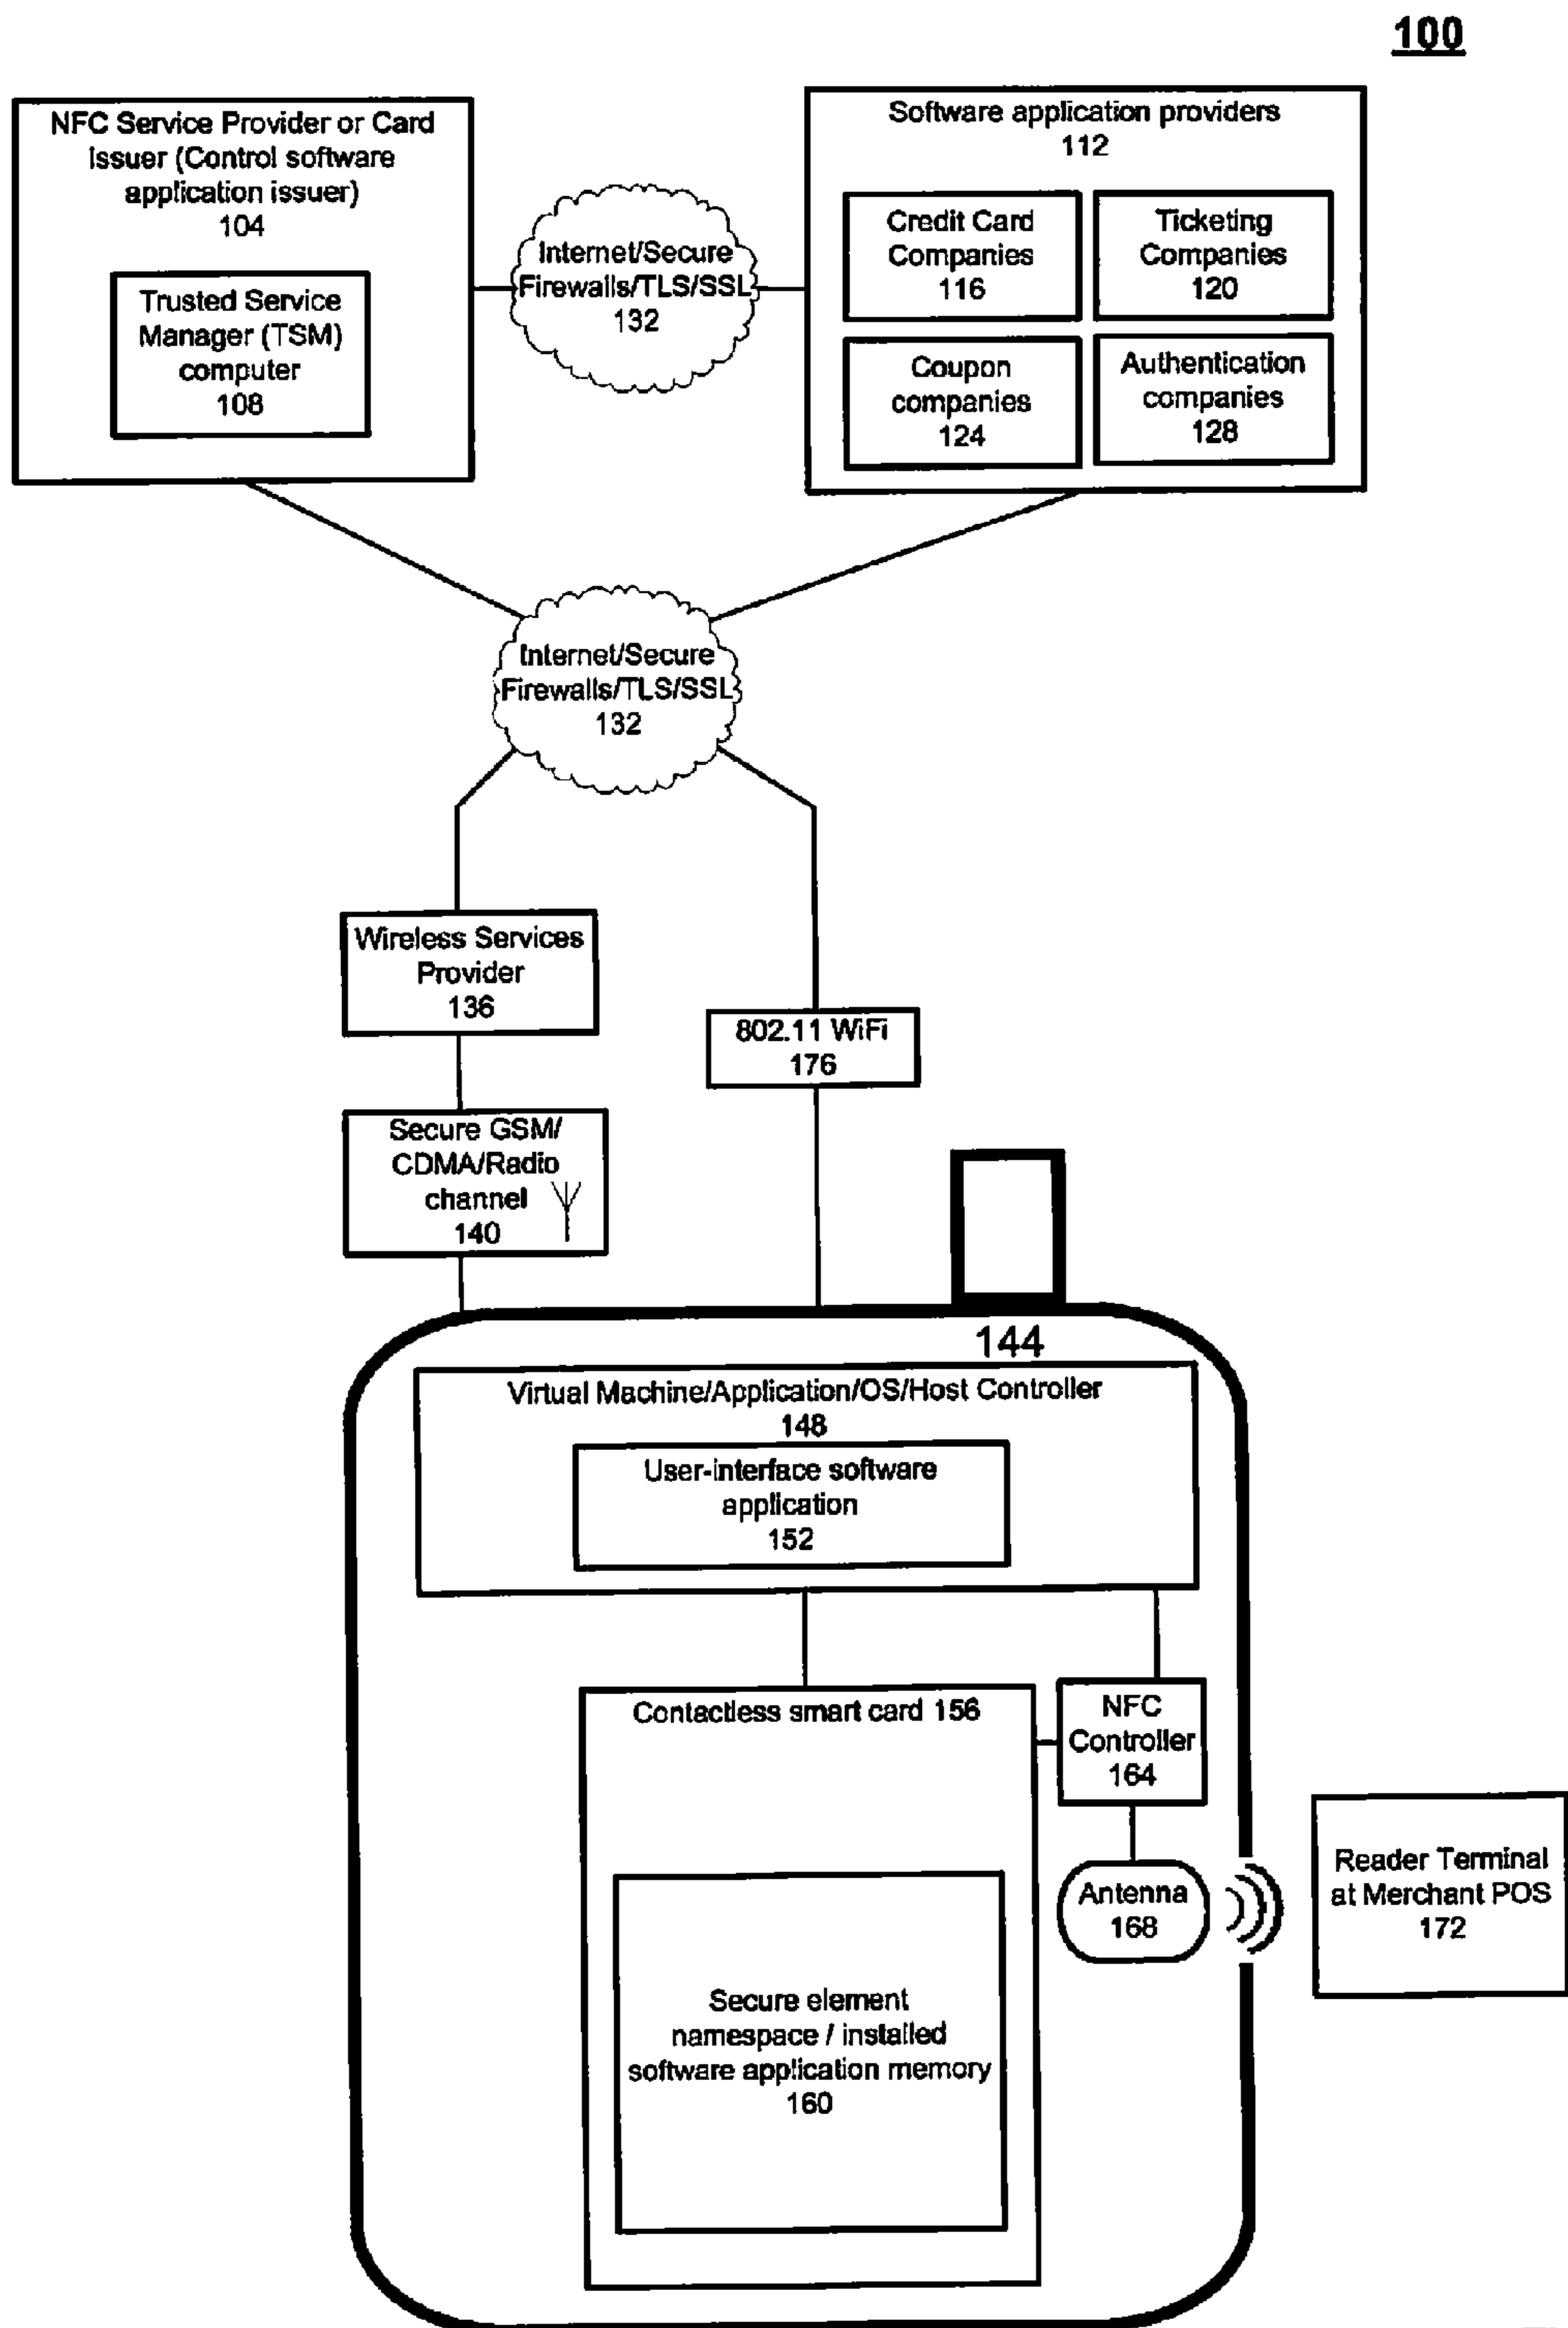 100
NFC Service Provider or Card
Issuer (Control software
application issuer)
104
Trusted Service
Manager (TSM)
computer
108
Internet/Secure
Firewalls/TLS/SSL
132
Software application providers
112
Credit Card
Companies
116
Ticketing
Companies
120
Coupon
companies
124
Authentication
companies
128
Internet/Secure
Firewalls/TLS/SSL
132
Wireless Services
Provider
136
802.11 WiFi
176
Secure GSM/
CDMA/Radio
channel
140
144
Virtual Machine/Application/OS/Host Controller
148
User-interface software
application
152
Contactless smart card 156
NFC
Controller
164
Antenna
168
Reader Terminal
at Merchant POS
172
Secure element
namespace / installed
software application memory
160